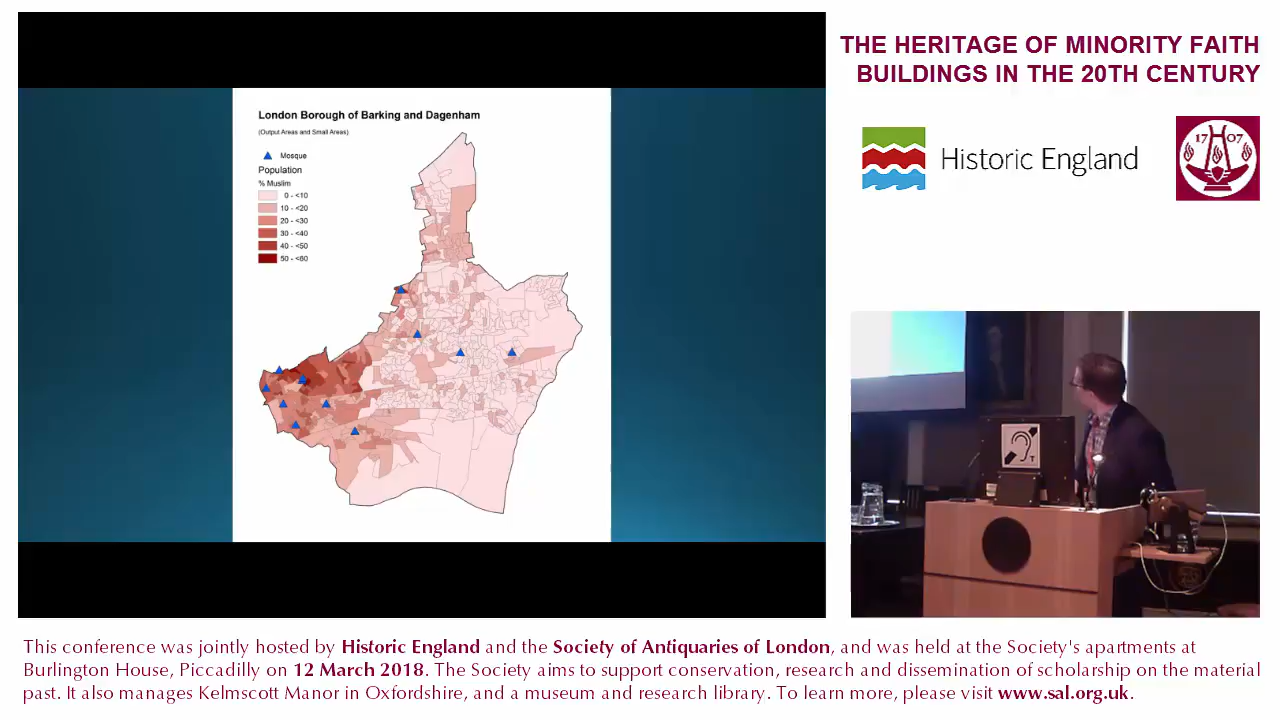 THE HERITAGE OF MINORITY FAITH
BUILDINGS IN THE 20TH CENTURY
Historic England
17 07
London Borough of Barking and Dagenham
(Output Areas and Small Areas)
Mosque
Population
% Muslim
0 - <10
10 - <20
20 - <30
30 - <40
40 - <50
50 - <60
T
This conference was jointly hosted by Historic England and the Society of Antiquaries of London, and was held at the Society's apartments at
Burlington House, Piccadilly on 12 March 2018. The Society aims to support conservation, research and dissemination of scholarship on the material
past. It also manages Kelmscott Manor in Oxfordshire, and a museum and research library. To learn more, please visit www.sal.org.uk.